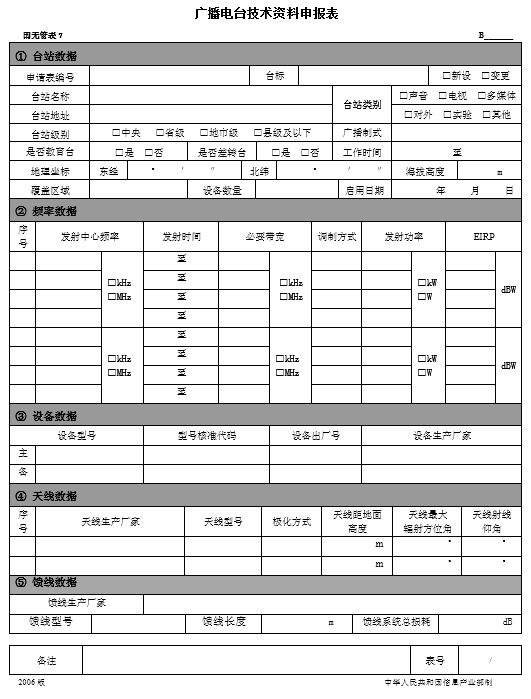 广播电台技术资料申报表
国无管表7 B______
① 台站数据
申请表编号 台标 □新设 □变更
台站名称 台站类别 □声音 □电视 □多媒体
台站地址 □对外 □实验 □其他
台站级别 □中央 □省级 □地市级 □县级及以下 广播制式
是否教育台 □是 □否 是否差转台 □是 □否 工作时间 至
地理坐标 东经 ° ′ ″ 北纬 ° ′ ″ 海拔高度 m
覆盖区域 设备数量 启用日期 年 月 日
② 频率数据
序号 发射中心频率 发射时间 必要带宽 调制方式 发射功率 EIRP
至
□kHz 至 □kHz □kW
□MHz 至 □MHz □W dBW
至
至
□kHz 至 □kHz □kW
□MHz 至 □MHz □W dBW
至
③ 设备数据
设备型号 型号核准代码 设备出厂号 设备生产厂家
主
备
④ 天线数据
序号 天线生产厂家 天线型号 极化方式 天线距地面高度 天线最大辐射方位角 天线射线仰角
m ° °
m ° °
⑤ 馈线数据
馈线生产厂家
馈线型号 馈线长度 m 馈线系统总损耗 dB
备注 表号 /
2006版 中华人民共和国信息产业部制